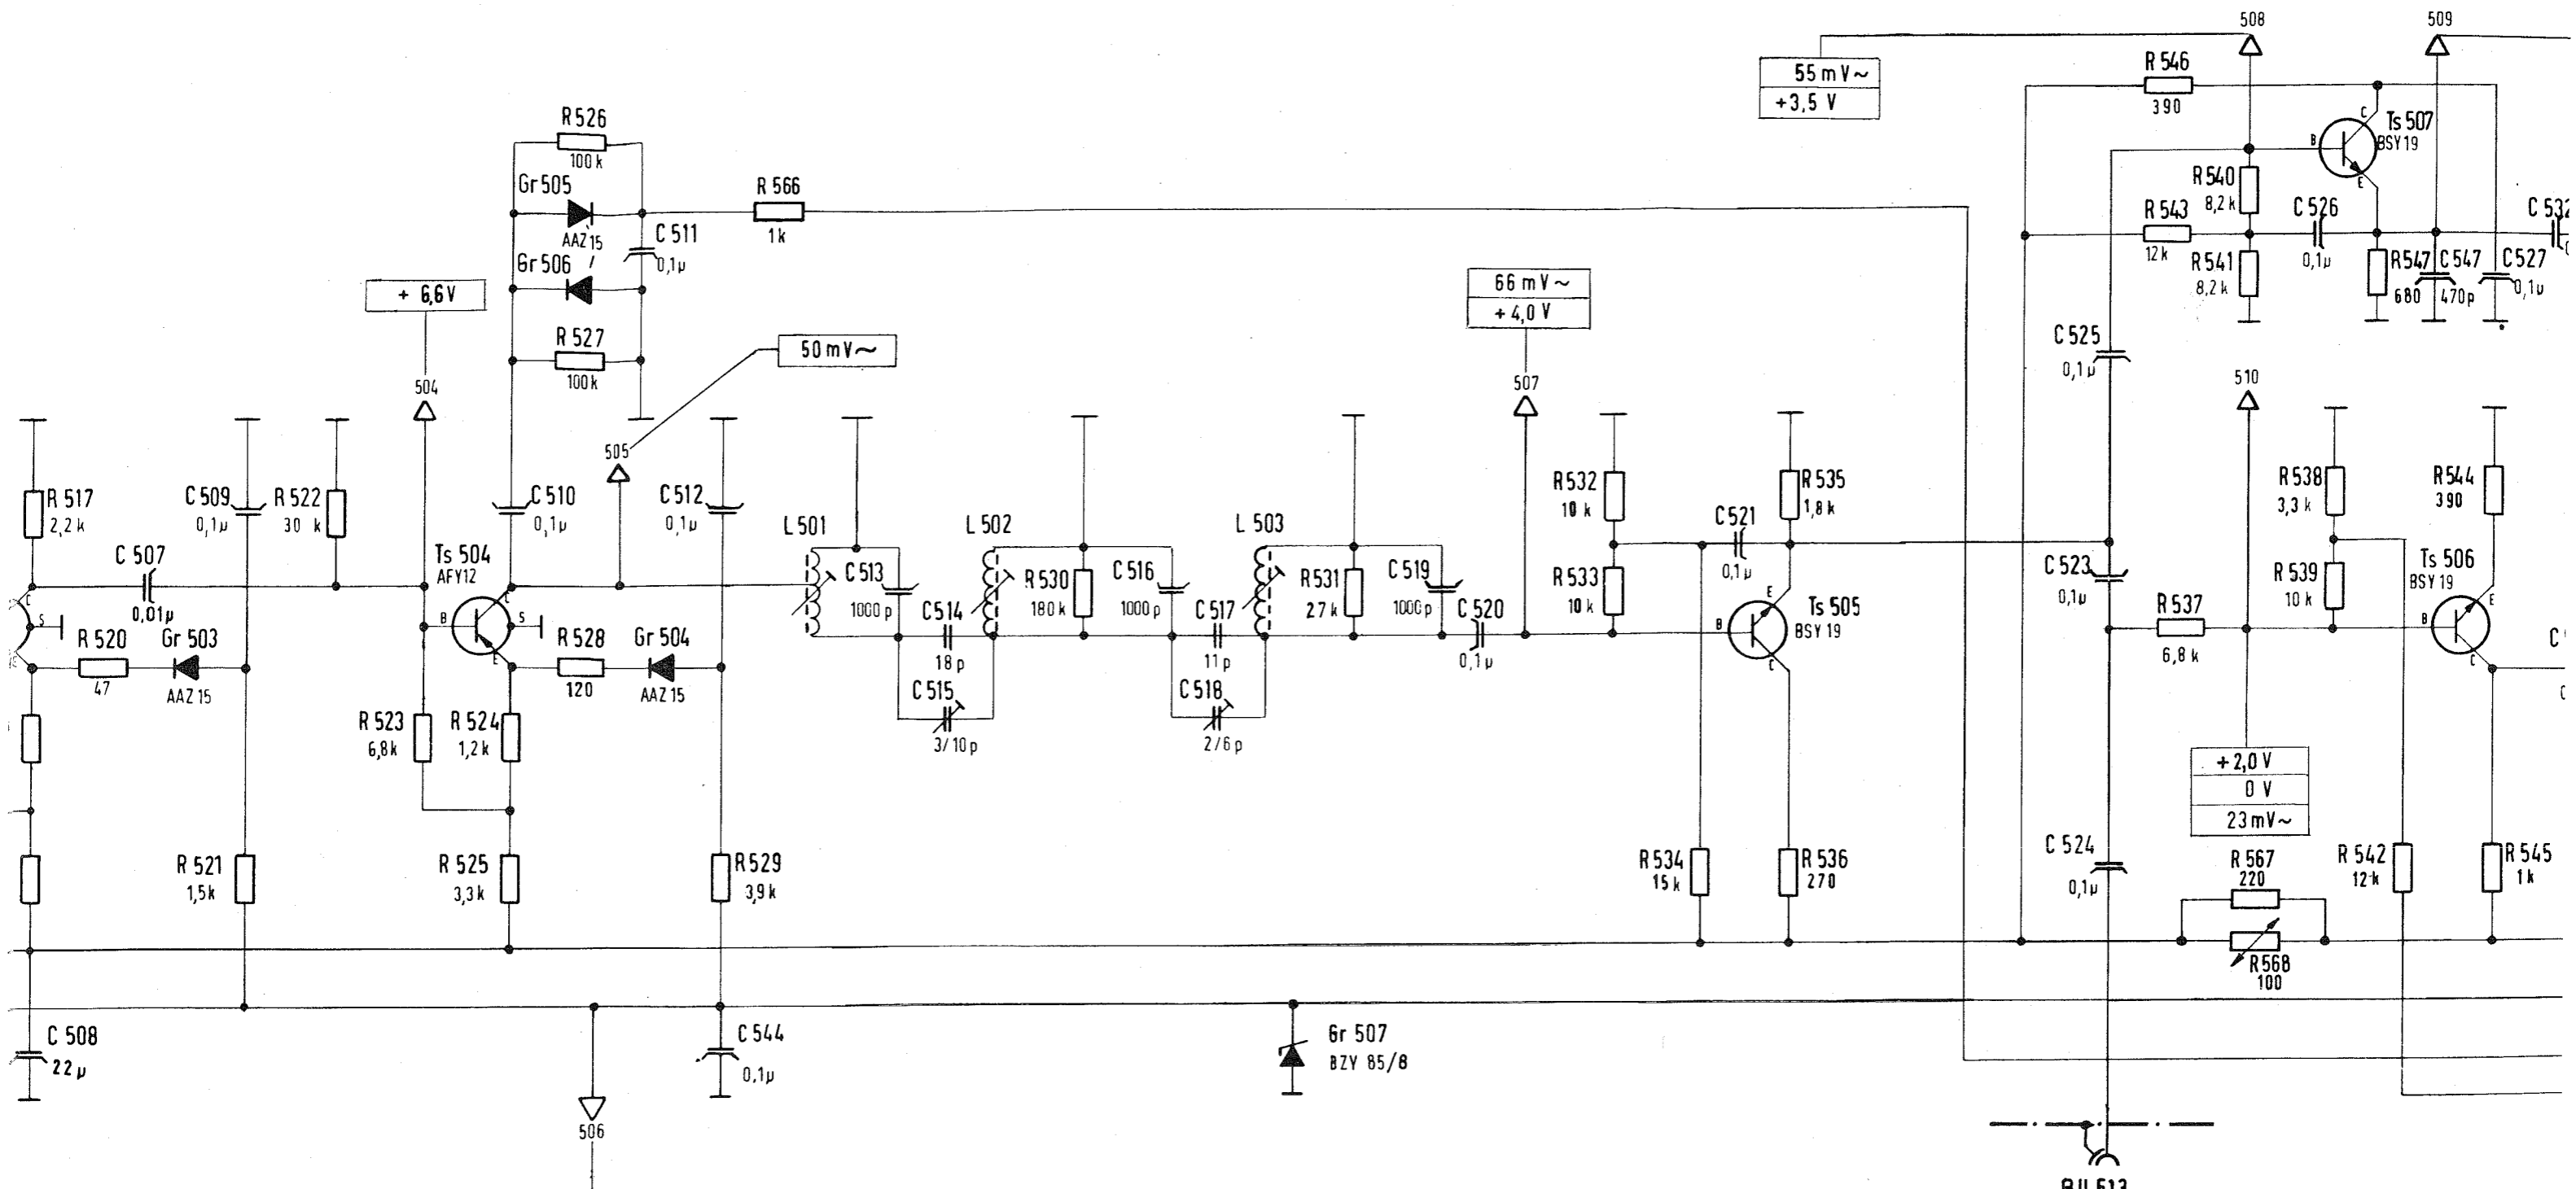 508
509
55 mV~
+3,5 V
R 546
390
C
Ts 507
BSY 19
B
E
R 526
100 k
Gr 505
AAZ 15
R 566
1k
R 540
8,2 k
R 543
12 k
C 526
0,1µ
C 532
C 511
0,1µ
Gr 506
R 541
8,2 k
R 547
680
C 547
470p
C 527
0,1µ
+ 6,6 V
66 mV~
+ 4,0 V
R 527
100k
50 mV~
C 525
0,1µ
504
507
510
505
R 517
2,2 k
C 509
0,1µ
R 522
30 k
C 510
0,1µ
C 512
0,1µ
L 501
L 502
L 503
R 532
10 k
R 535
1,8k
R 538
3,3 k
R 544
390
C 507
0,01µ
Ts 504
AFY12
C
S
B
E
C
S
C 513
1000 p
C 514
18 p
R 530
180 k
C 516
1000 p
C 517
11 p
R 531
27 k
C 519
1000p
C 520
0,1µ
R 533
10 k
C 521
0,1µ
E
B
C
Ts 505
BSY 19
C 523
0,1µ
R 537
6,8 k
R 539
10 k
Ts 506
BSY 19
B
E
C
R 520
47
Gr 503
AAZ 15
R 528
120
Gr 504
AAZ 15
C 515
3/10p
C 518
2/6 p
R 523
6,8k
R 524
1,2 k
+ 2,0 V
0 V
23 mV~
R 521
1,5k
R 525
3,3 k
R 529
3,9 k
R 534
15 k
R 536
270
C 524
0,1µ
R 567
220
R 542
12 k
R 545
1 k
R 568
100
C 508
22 µ
C 544
0,1µ
Gr 507
BZY 85/8
506
BU 513